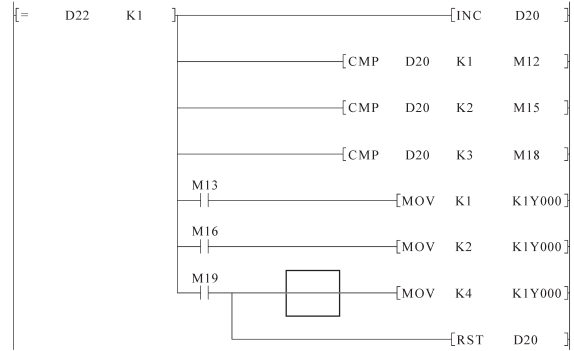 [= D22 K1 ] [INC D20 ]
[CMP D20 K1 M12 ]
[CMP D20 K2 M15 ]
[CMP D20 K3 M18 ]
M13
[MOV K1 K1Y000]
M16
[MOV K2 K1Y000]
M19
[MOV K4 K1Y000]
[RST D20 ]